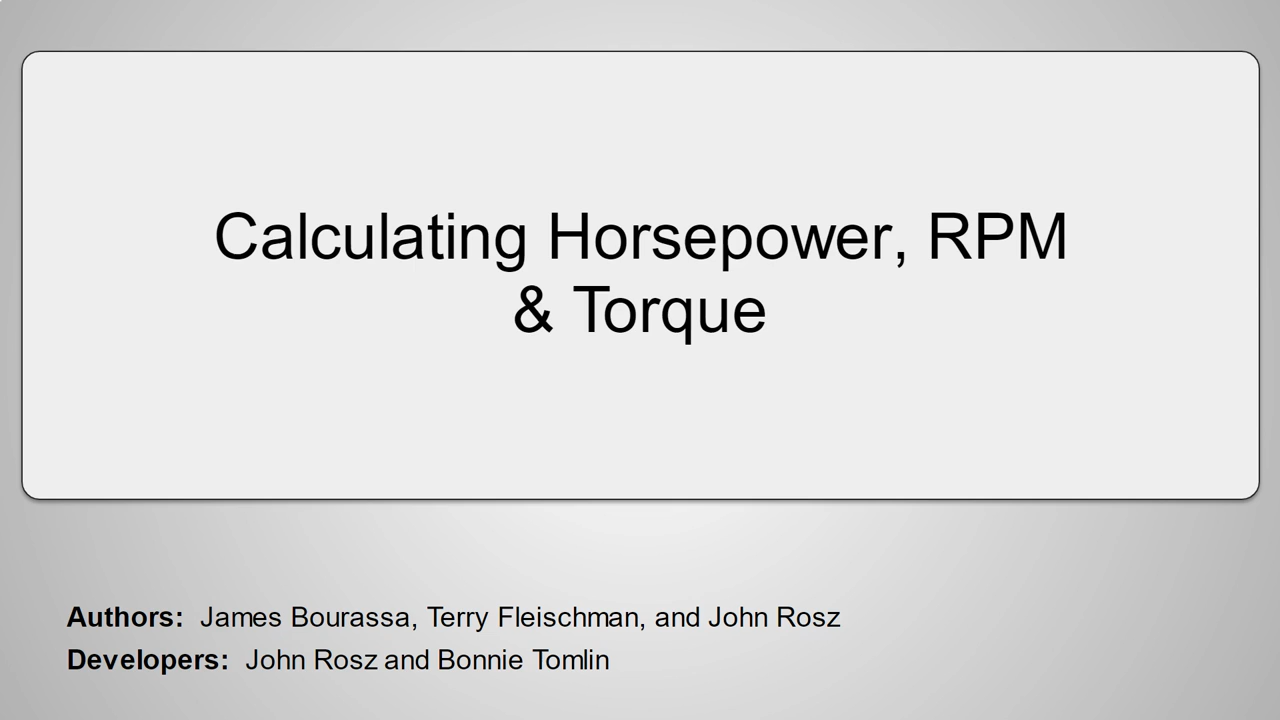 Calculating Horsepower, RPM
& Torque
Authors: James Bourassa, Terry Fleischman, and John Rosz
Developers: John Rosz and Bonnie Tomlin